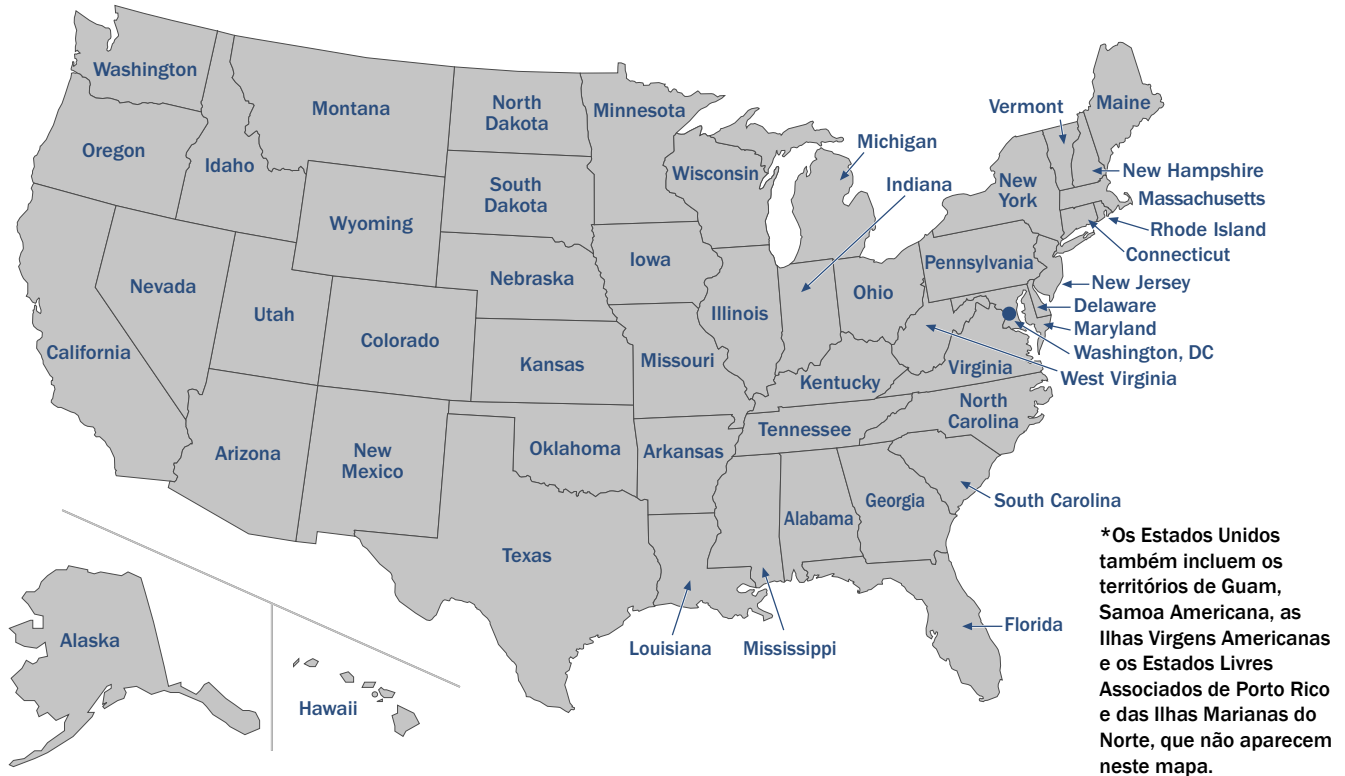 Washington
Oregon
Idaho
Montana
North
Dakota
South
Dakota
Minnesota
Wisconsin
Michigan
Indiana
Vermont
Maine
New Hampshire
New
York
Massachusetts
Rhode Island
Connecticut
Pennsylvania
New Jersey
Delaware
Maryland
Washington, DC
West Virginia
Wyoming
Nebraska
Iowa
Illinois
Ohio
Nevada
Utah
Colorado
California
Kansas
Missouri
Kentucky
Virginia
North
Carolina
Tennessee
Arizona
New
Mexico
Oklahoma
Arkansas
South Carolina
Georgia
Alabama
Texas
Louisiana
Mississippi
Florida
Alaska
Hawaii
*Os Estados Unidos
também incluem os
territórios de Guam,
Samoa Americana, as
Ilhas Virgens Americanas
e os Estados Livres
Associados de Porto Rico
e das Ilhas Marianas do
Norte, que não aparecem
neste mapa.